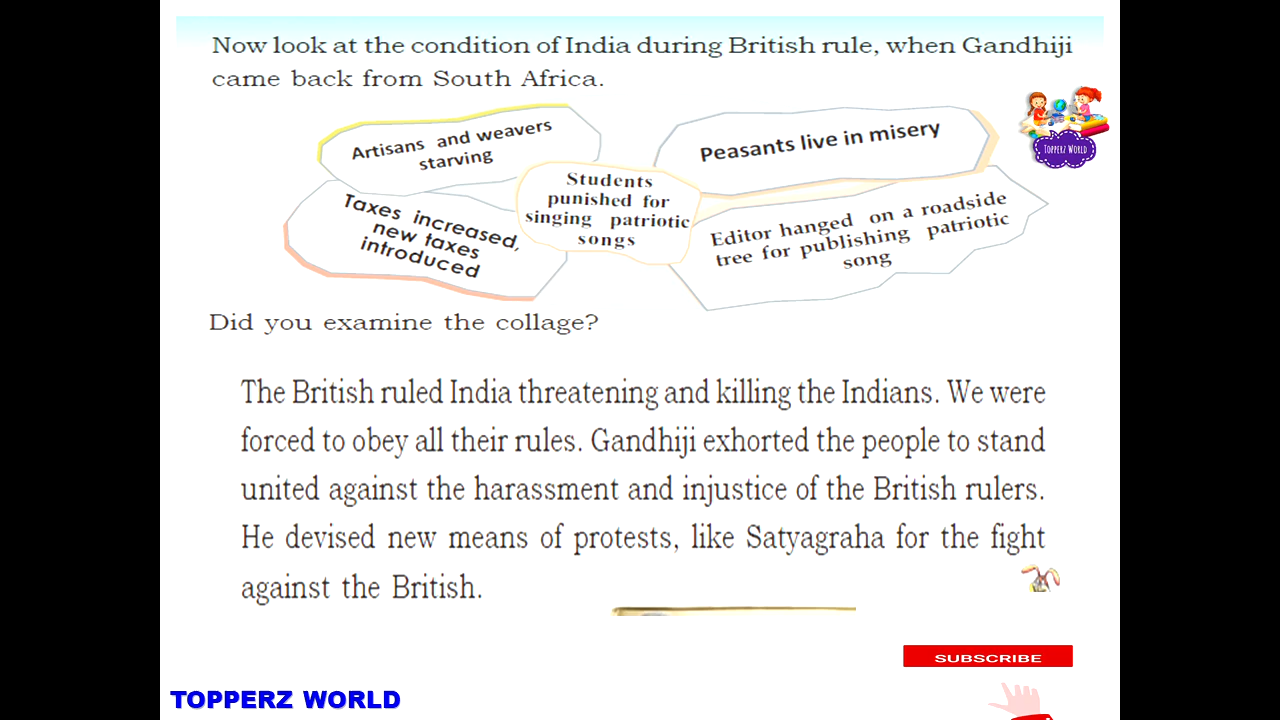 Now look at the condition of India during British rule, when Gandhiji
came back from South Africa.
Artisans and weavers
starving
Peasants live in misery
TOPPERZ WORLD
Students
punished for
singing patriotic
songs
Taxes increased,
new taxes
introduced
Editor hanged on a roadside
tree for publishing patriotic
song
Did you examine the collage?
The British ruled India threatening and killing the Indians. We were
forced to obey all their rules. Gandhiji exhorted the people to stand
united against the harassment and injustice of the British rulers.
He devised new means of protests, like Satyagraha for the fight
against the British.
SUBSCRIBE
TOPPERZ WORLD